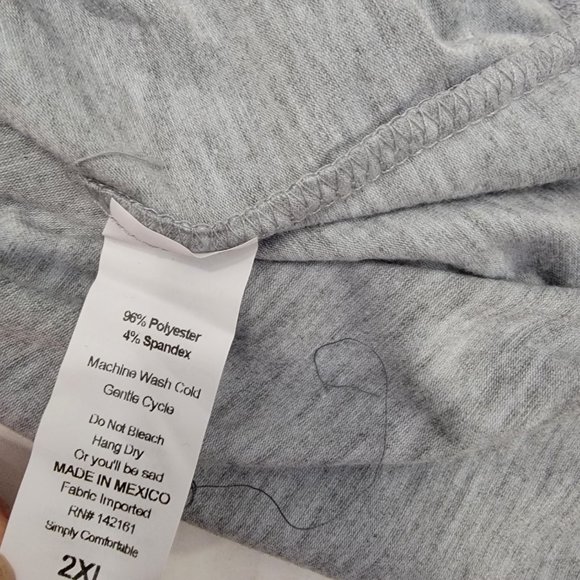 96% Polyester
4% Spandex
Machine Wash Cold
Gentle Cycle
Do Not Bleach
Hang Dry
Or you'll be sad
MADE IN MEXICO
Fabric Imported
RN# 142161
Simply Comfortable
2XL